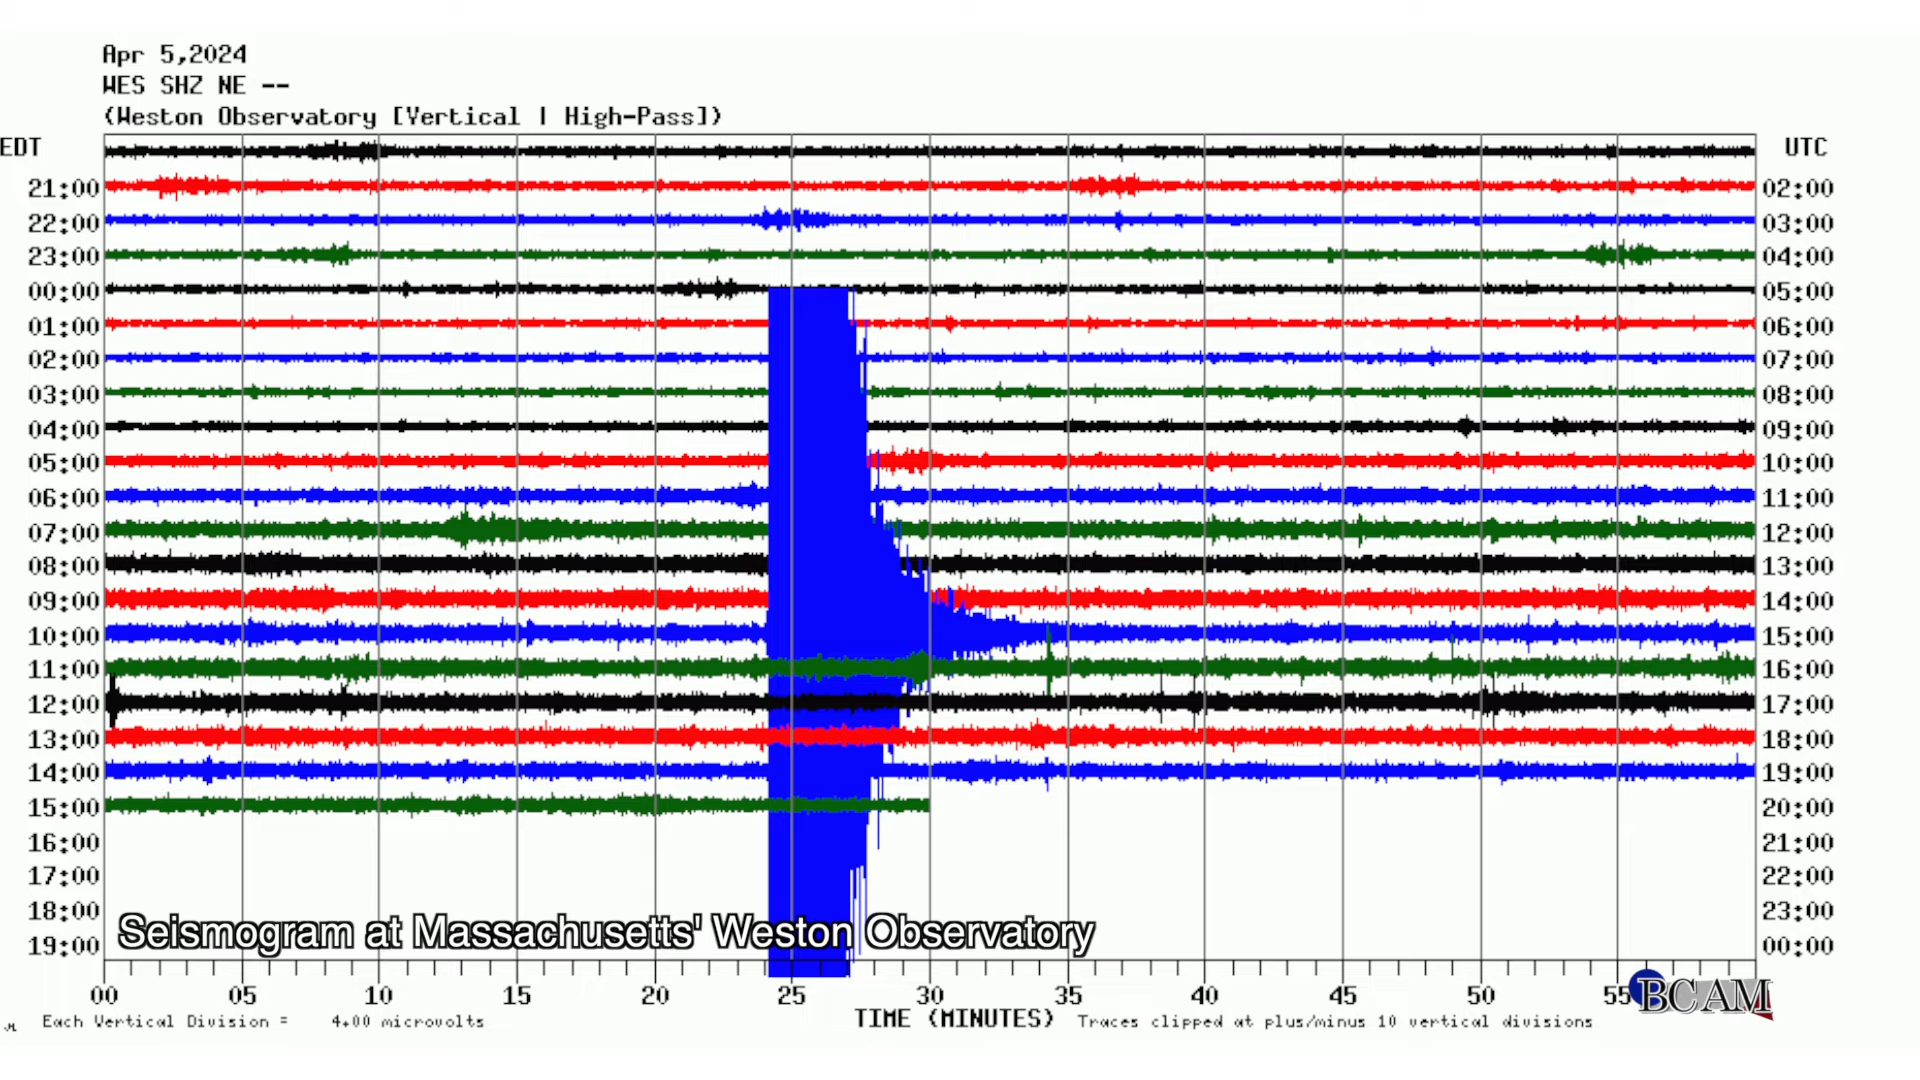 Apr 5,2024
WES SHZ NE --
(Weston Observatory [Vertical | High-Pass])
EDT UTC
21:00 02:00
22:00 03:00
23:00 04:00
00:00 05:00
01:00 06:00
02:00 07:00
03:00 08:00
04:00 09:00
05:00 10:00
06:00 11:00
07:00 12:00
08:00 13:00
09:00 14:00
10:00 15:00
11:00 16:00
12:00 17:00
13:00 18:00
14:00 19:00
15:00 20:00
16:00 21:00
17:00 22:00
18:00 23:00
Seismogram at Massachusetts' Weston Observatory
19:00 00:00
00 05 10 15 20 25 30 35 40 45 50 55
BCAM
TIME (MINUTES)
Each Vertical Division = 4.00 microvolts
Traces clipped at plus/minus 10 vertical divisions